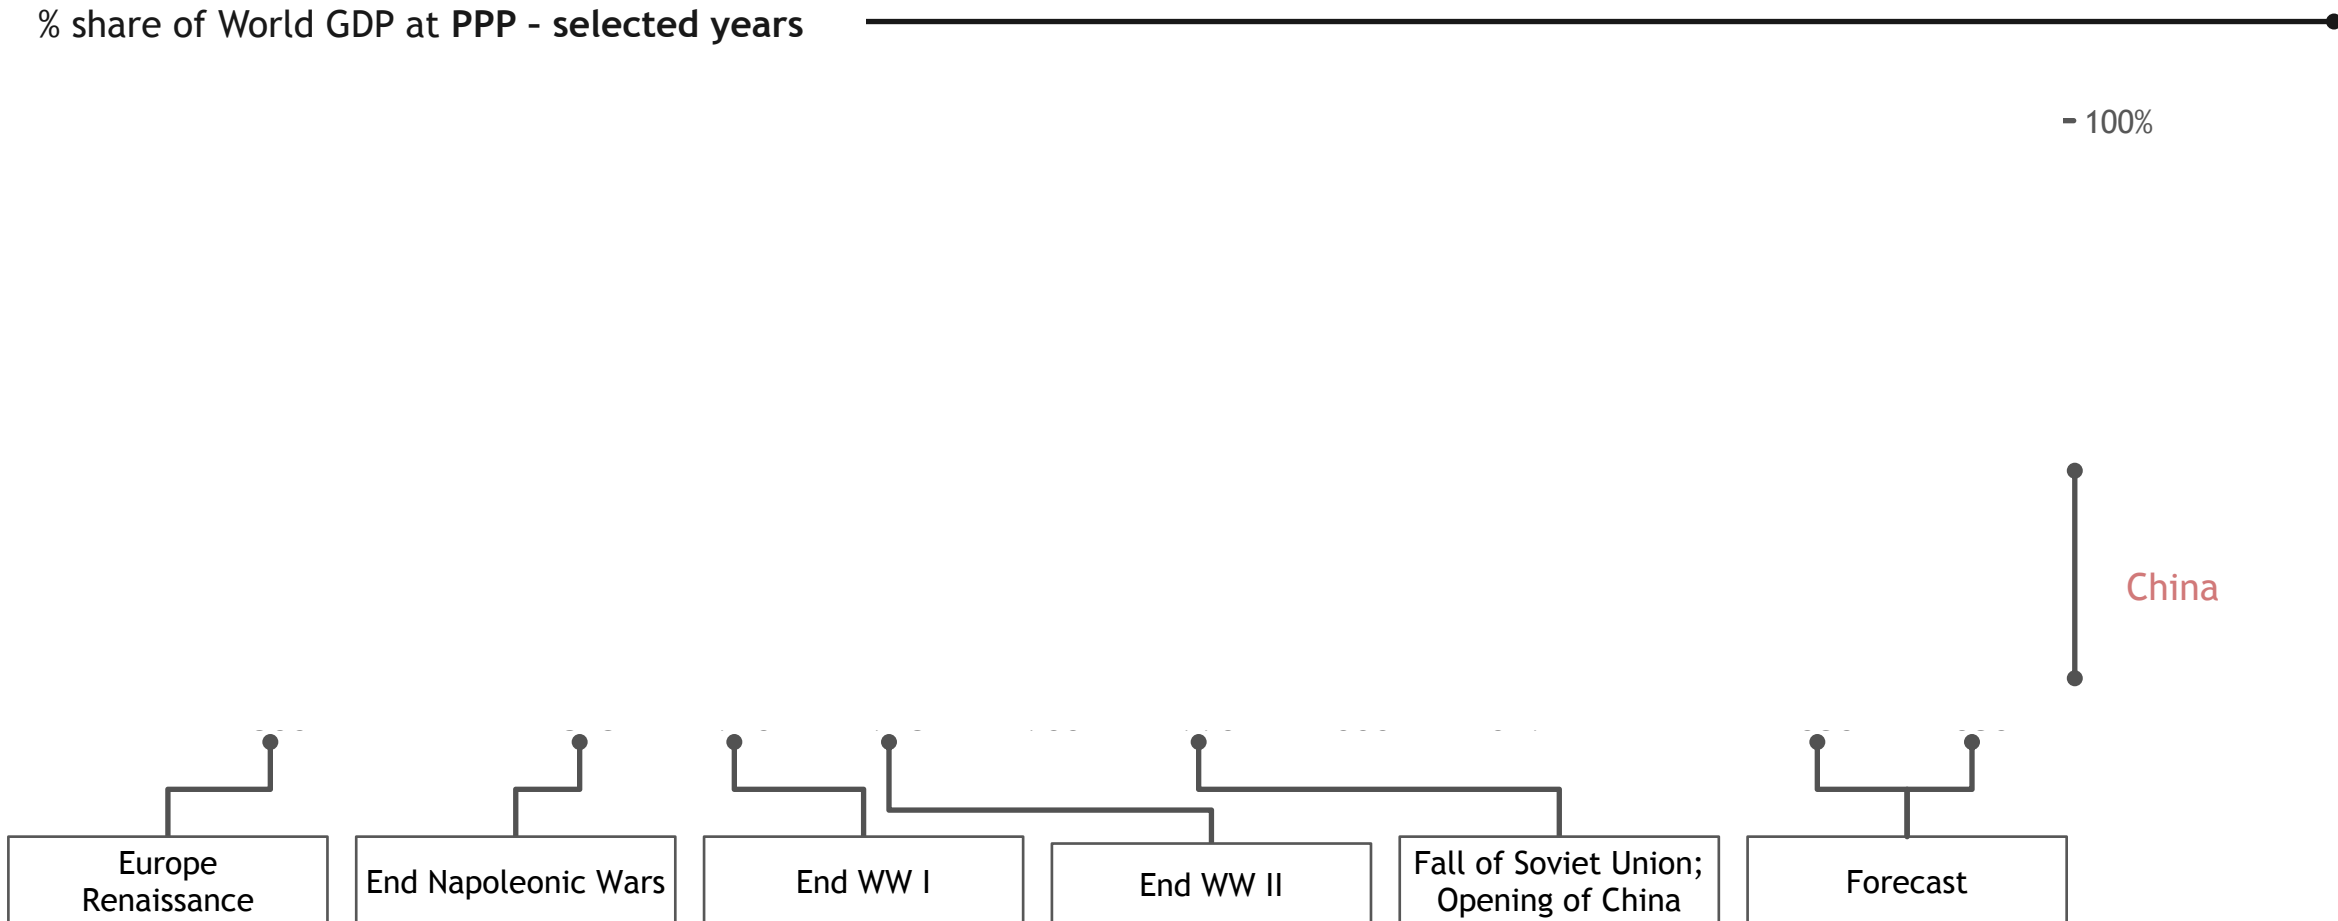 % share of World GDP at PPP – selected years
100%
China
Europe
Renaissance
End Napoleonic Wars
End WW I
End WW II
Fall of Soviet Union;
Opening of China
Forecast